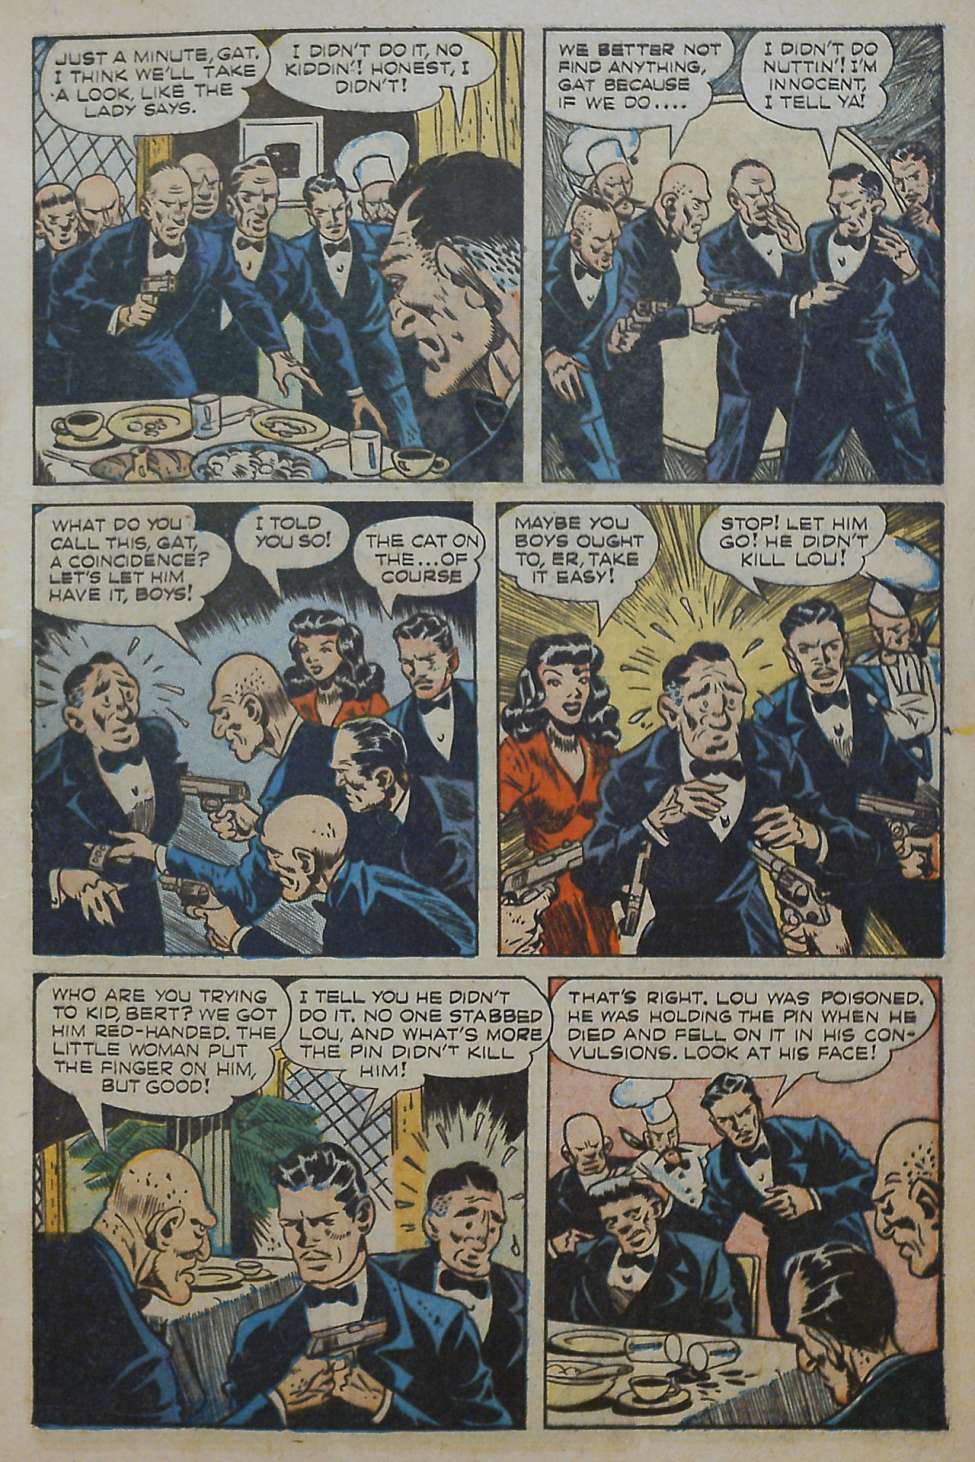 JUST A MINUTE, GAT.
I THINK WE'LL TAKE
A LOOK, LIKE THE
LADY SAYS.
I DIDN'T DO IT, NO
KIDDIN'! HONEST, I
DIDN'T!
WE BETTER NOT
FIND ANYTHING,
GAT BECAUSE
IF WE DO....
I DIDN'T DO
NUTTIN'! I'M
INNOCENT,
I TELL YA!
WHAT DO YOU
CALL THIS, GAT,
A COINCIDENCE?
LET'S LET HIM
HAVE IT, BOYS!
I TOLD
YOU SO!
THE CAT ON
THE...OF
COURSE
MAYBE YOU
BOYS OUGHT
TO, ER, TAKE
IT EASY!
STOP! LET HIM
GO! HE DIDN'T
KILL LOU!
WHO ARE YOU TRYING
TO KID, BERT? WE GOT
HIM RED-HANDED. THE
LITTLE WOMAN PUT
THE FINGER ON HIM,
BUT GOOD!
I TELL YOU HE DIDN'T
DO IT. NO ONE STABBED
LOU, AND WHAT'S MORE
THE PIN DIDN'T KILL
HIM!
THAT'S RIGHT. LOU WAS POISONED.
HE WAS HOLDING THE PIN WHEN HE
DIED AND FELL ON IT IN HIS CON-
VULSIONS. LOOK AT HIS FACE!